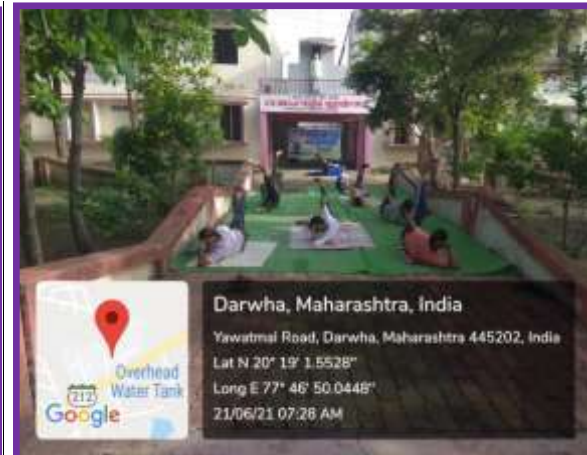 Darwha, Maharashtra, India
Yawatmal Road, Darwha, Maharashtra 445202, India
Lat N 20° 19' 1.5528"
Long E 77° 46' 50.0448"
21/06/21 07:28 AM
Overhead
Water Tank
212
Google